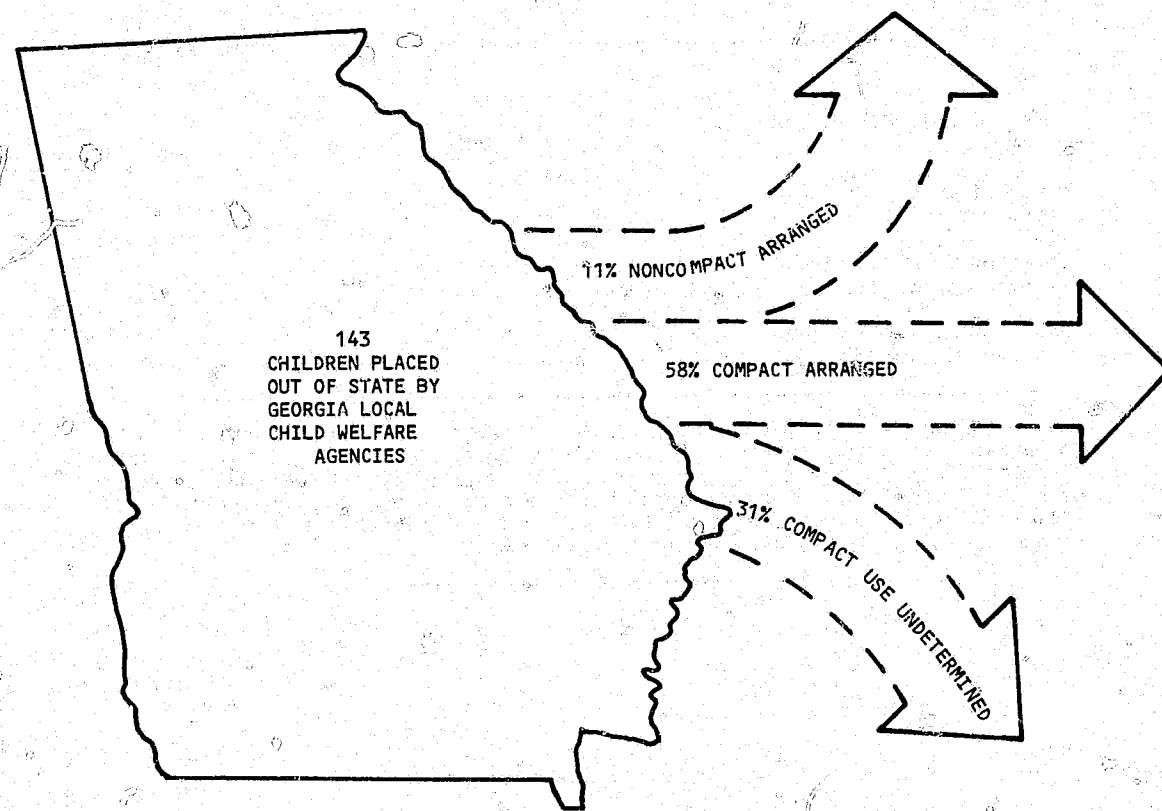 143
CHILDREN PLACED
OUT OF STATE BY
GEORGIA LOCAL
CHILD WELFARE
AGENCIES
11% NONCOMPACT ARRANGED
58% COMPACT ARRANGED
31% COMPACT USE UNDETERMINED